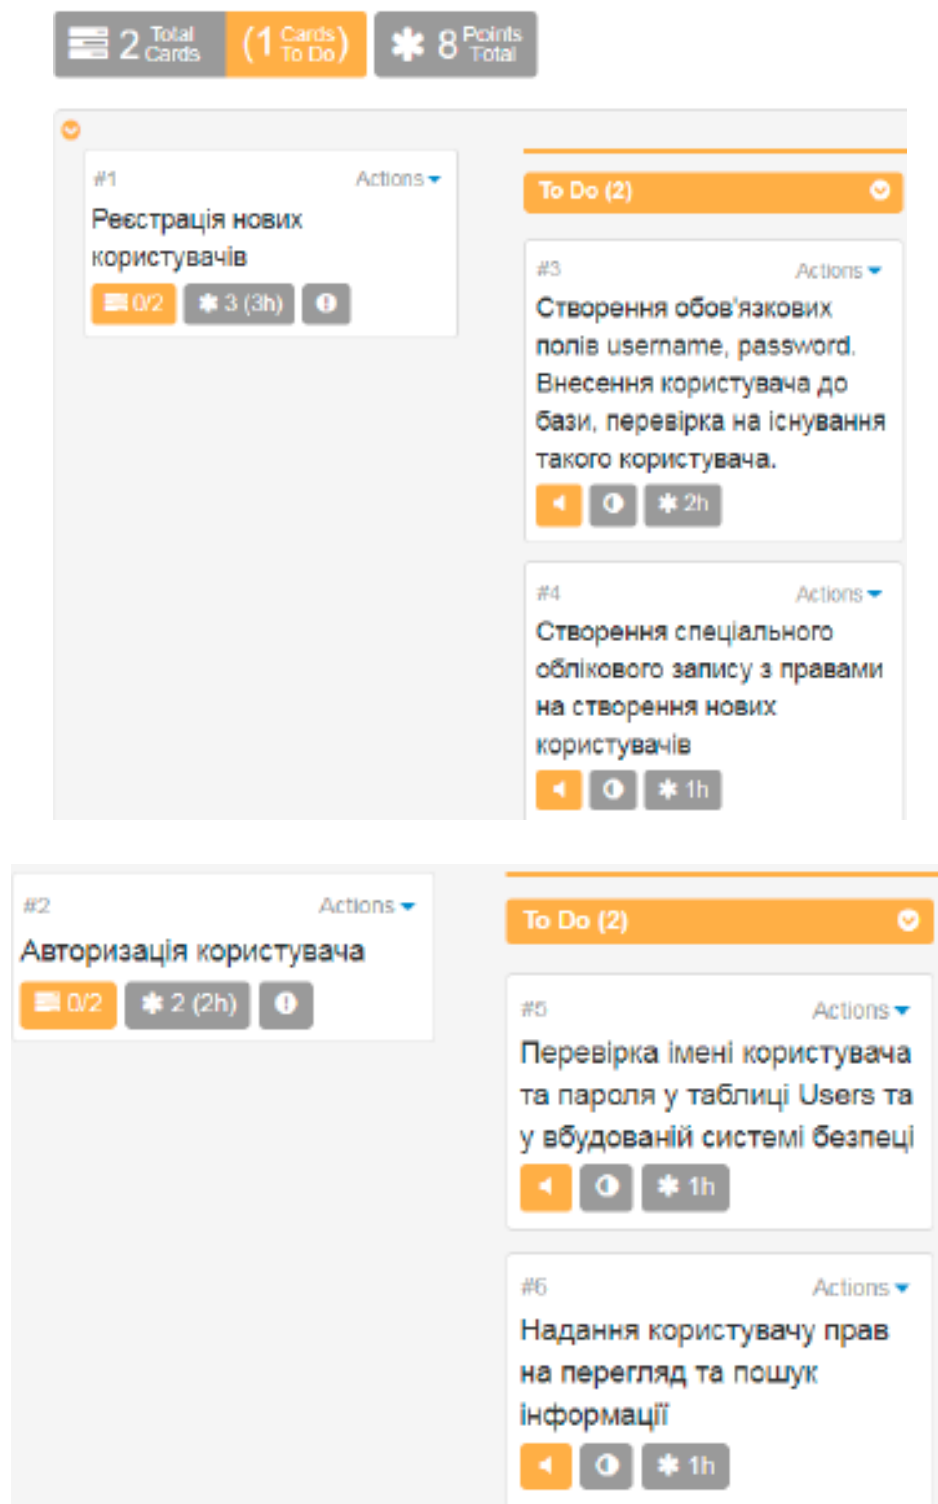 2 Total Cards (1 Cards To Do) 8 Points Total
#1 Actions
Реєстрація нових
користувачів
0/2 3 (3h)
To Do (2)
#3 Actions
Створення обов'язкових
полів username, password.
Внесення користувача до
бази, перевірка на існування
такого користувача.
2h
#4 Actions
Створення спеціального
облікового запису з правами
на створення нових
користувачів
1h
#2 Actions
Авторизація користувача
0/2 2 (2h)
To Do (2)
#5 Actions
Перевірка імені користувача
та пароля у таблиці Users та
у вбудованій системі безпеці
1h
#6 Actions
Надання користувачу прав
на перегляд та пошук
інформації
1h